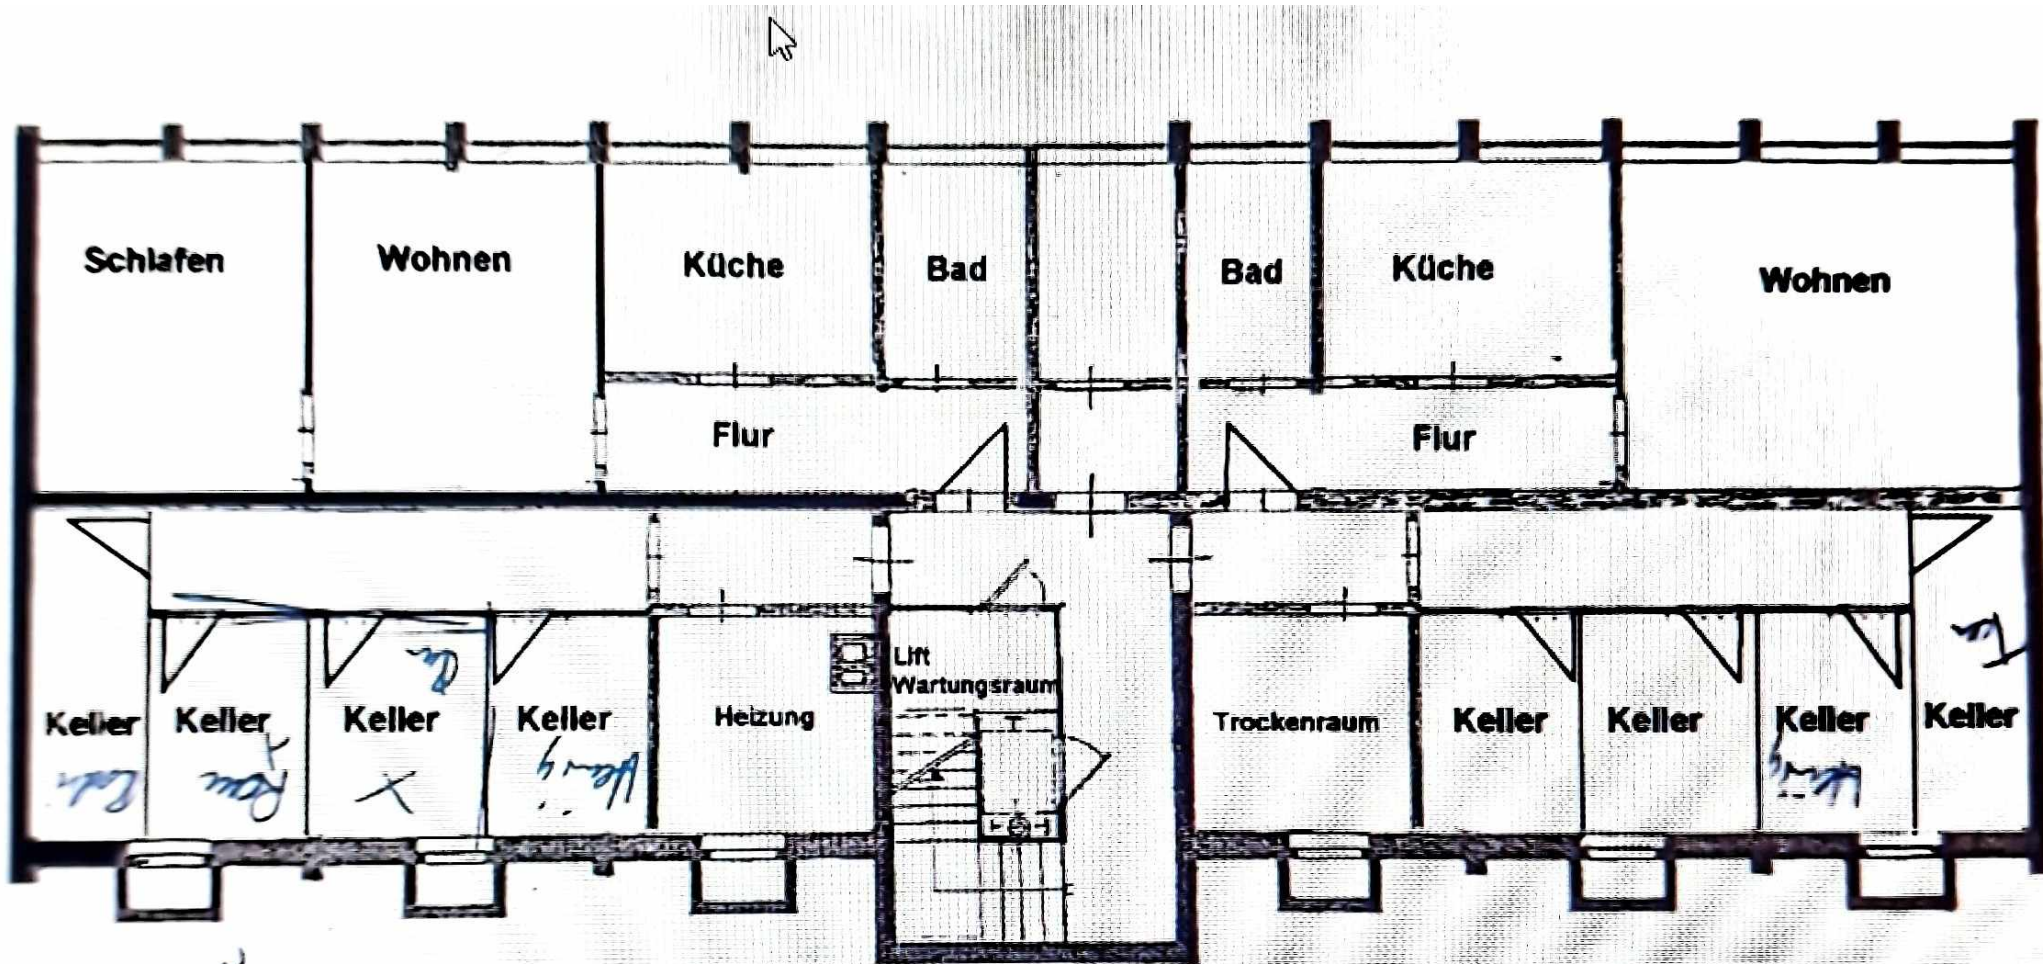 Schlafen
Wohnen
Küche
Bad
Bad
Küche
Wohnen
Flur
Flur
Lift
Wartungsraum
Keller
Keller
Keller
Keller
Heizung
Trockenraum
Keller
Keller
Keller
Keller